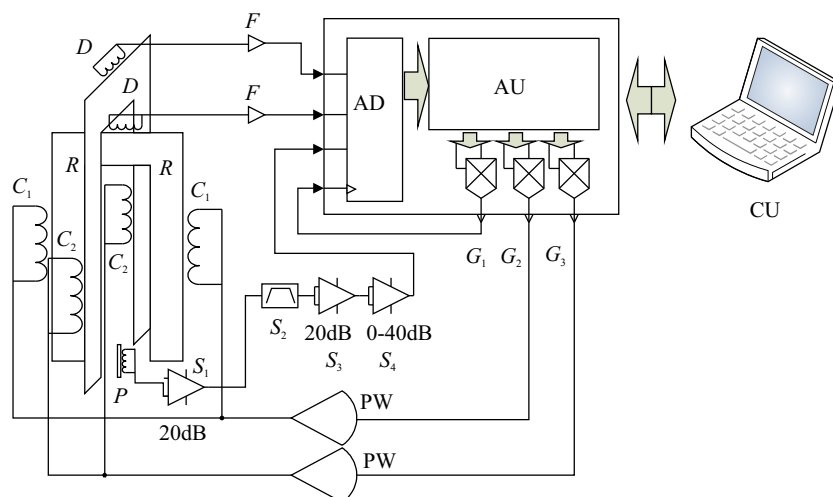 D
F
D
F
AD
AU
R
R
C₁
C₁
C₂
C₂
CU
G₁
G₂
G₃
S₂
20dB
0-40dB
S₃
S₄
S₁
P
20dB
PW
PW